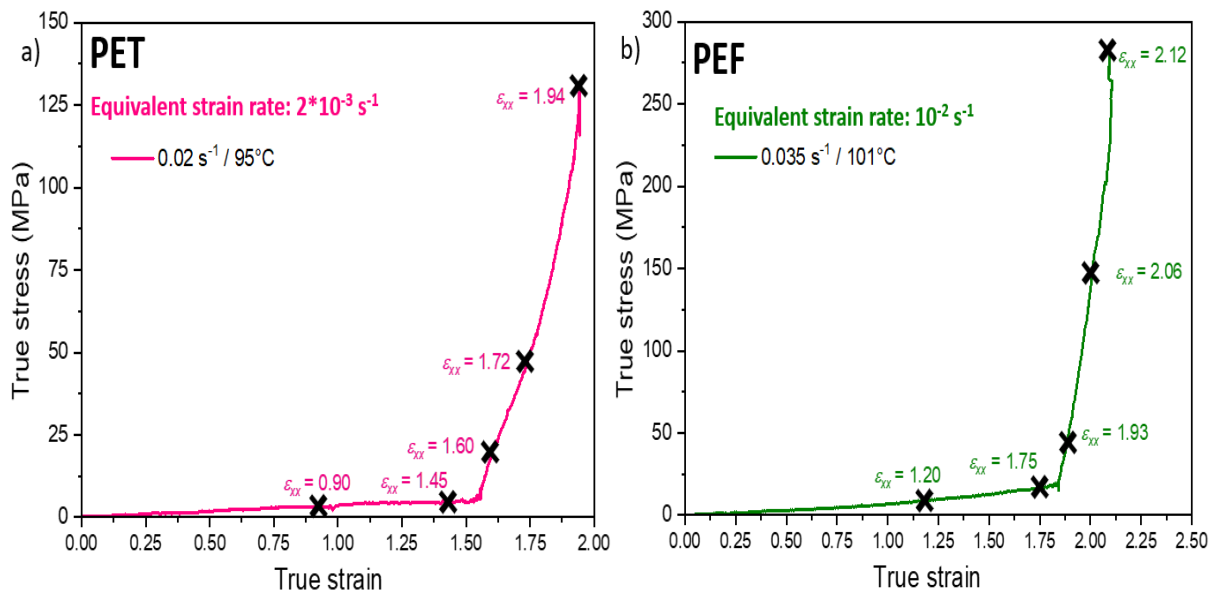 a)
PET
Equivalent strain rate: 2*10⁻³ s⁻¹
0.02 s⁻¹ / 95°C
εxx = 1.94
εxx = 1.72
εxx = 1.60
εxx = 1.45
εxx = 0.90
True stress (MPa)
150
125
100
75
50
25
0
0.00 0.25 0.50 0.75 1.00 1.25 1.50 1.75 2.00
True strain
b)
PEF
Equivalent strain rate: 10⁻² s⁻¹
0.035 s⁻¹ / 101°C
εxx = 2.12
εxx = 2.06
εxx = 1.93
εxx = 1.75
εxx = 1.20
True stress (MPa)
300
250
200
150
100
50
0
0.00 0.25 0.50 0.75 1.00 1.25 1.50 1.75 2.00 2.25 2.50
True strain